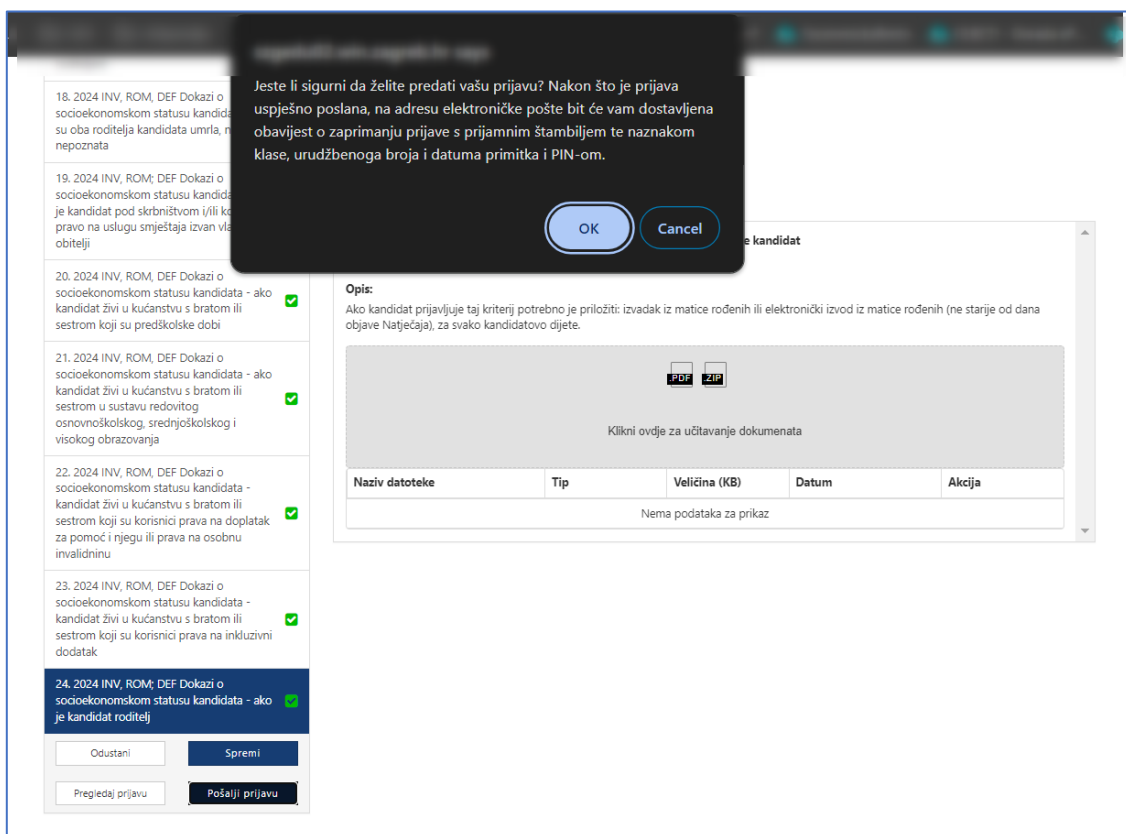 Jeste li sigurni da želite predati vašu prijavu? Nakon što je prijava
uspješno poslana, na adresu elektroničke pošte bit će vam dostavljena
obavijest o zaprimanju prijave s prijamnim štambiljem te naznakom
klase, urudžbenoga broja i datuma primitka i PIN-om.
OK
Cancel
18. 2024 INV, ROM, DEF Dokazi o
socioekonomskom statusu
su oba roditelja kandidata umrla,
nepoznata
19. 2024 INV, ROM; DEF Dokazi o
socioekonomskom statusu
je kandidat pod skrbništvom i/ili
pravo na uslugu smještaja izvan
obitelji
20. 2024 INV, ROM, DEF Dokazi o
socioekonomskom statusu kandidata - ako
kandidat živi u kućanstvu s bratom ili
sestrom koji su predškolske dobi
21. 2024 INV, ROM, DEF Dokazi o
socioekonomskom statusu kandidata - ako
kandidat živi u kućanstvu s bratom ili
sestrom u sustavu redovitog
osnovnoškolskog, srednjoškolskog i
visokog obrazovanja
22. 2024 INV, ROM, DEF Dokazi o
socioekonomskom statusu kandidata -
kandidat živi u kućanstvu s bratom ili
sestrom koji su korisnici prava na doplatak
za pomoć i njegu ili prava na osobnu
invalidninu
23. 2024 INV, ROM, DEF Dokazi o
socioekonomskom statusu kandidata -
kandidat živi u kućanstvu s bratom ili
sestrom koji su korisnici prava na inkluzivni
dodatak
24. 2024 INV, ROM; DEF Dokazi o
socioekonomskom statusu kandidata - ako
je kandidat roditelj
Odustani
Spremi
Pregledaj prijavu
Pošalji prijavu
kandidat
Opis:
Ako kandidat prijavljuje taj kriterij potrebno je priložiti: izvadak iz matice rođenih ili elektronički izvod iz matice rođenih (ne starije od dana
objave Natječaja), za svako kandidatovo dijete.
.PDF .ZIP
Klikni ovdje za učitavanje dokumenata
Naziv datoteke Tip Veličina (KB) Datum Akcija
Nema podataka za prikaz